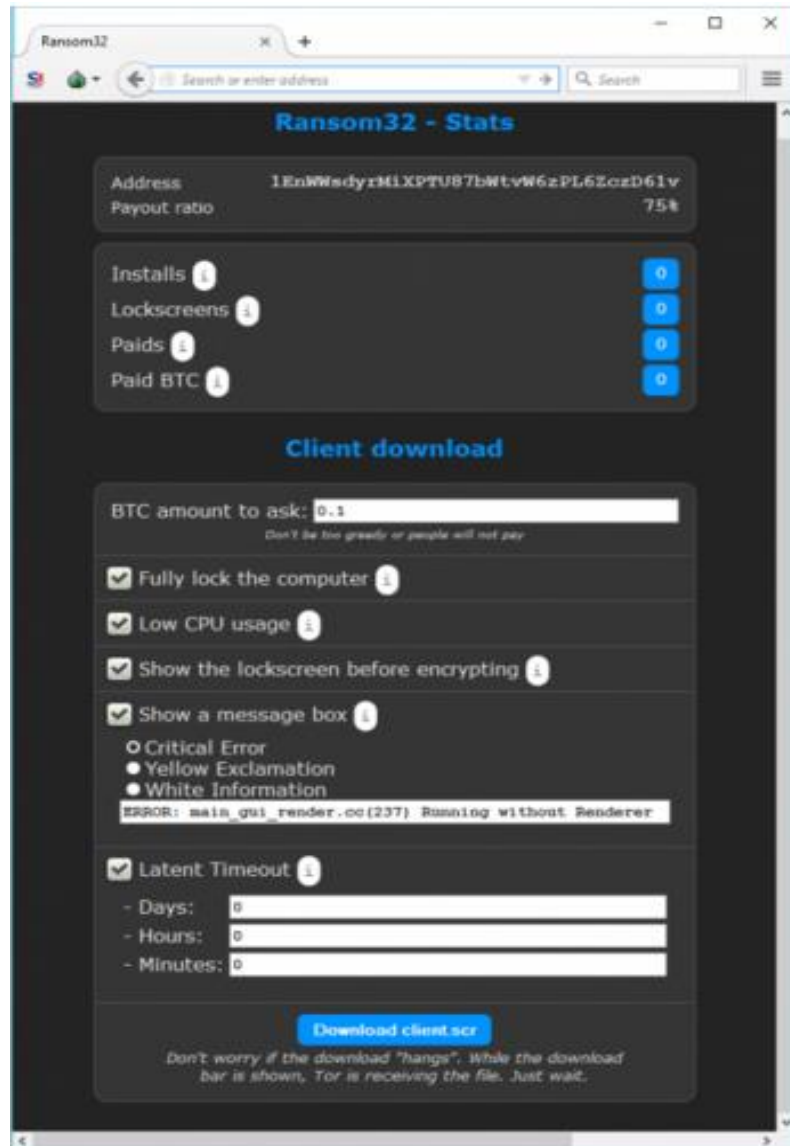 Ransom32
Search or enter address
Search
Ransom32 - Stats
Address 1EnWWsdyrMiXPTU87bWtvW6zPL6ZczD61v
Payout ratio 75%
Installs i 0
Lockscreens i 0
Paids i 0
Paid BTC i 0
Client download
BTC amount to ask: 0.1
Don't be too greedy or people will not pay
Fully lock the computer i
Low CPU usage i
Show the lockscreen before encrypting i
Show a message box i
Critical Error
Yellow Exclamation
White Information
ERROR: main_gui_render.cc(237) Running without Renderer
Latent Timeout i
- Days: 0
- Hours: 0
- Minutes: 0
Download client.scr
Don't worry if the download "hangs". While the download
bar is shown, Tor is receiving the file. Just wait.